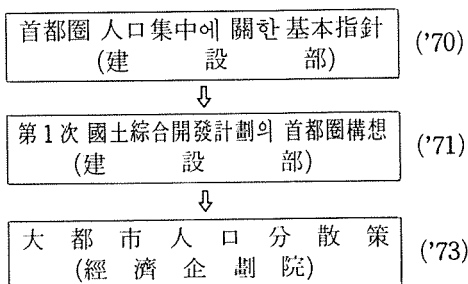 首都圈 人口集中에 關한 基本指針
(建 設 部) ('70)
⇩
第1次 國土綜合開發計劃의 首都圈構想
(建 設 部) ('71)
⇩
大 都 市 人 口 分 散 策
(經 濟 企 劃 院) ('73)